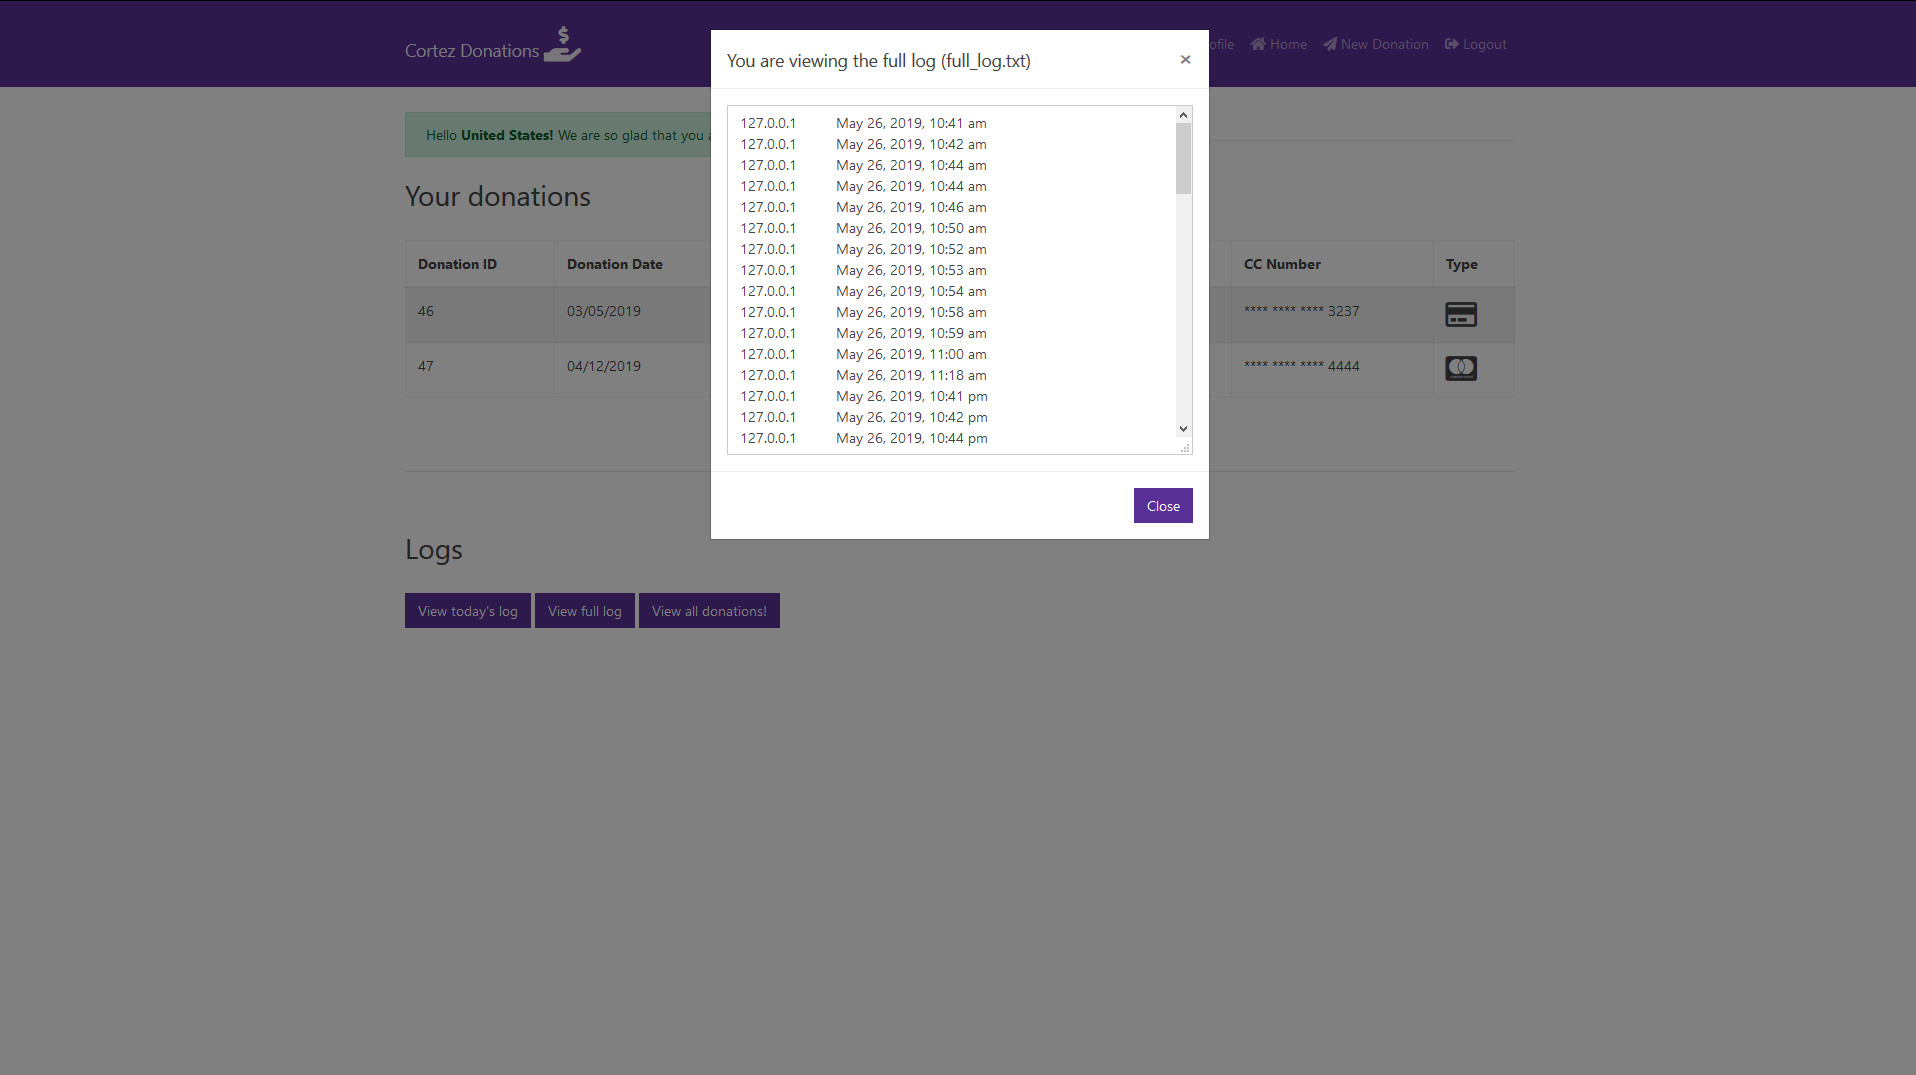 Cortez Donations
ofile Home New Donation Logout
You are viewing the full log (full_log.txt)
×
127.0.0.1 May 26, 2019, 10:41 am
127.0.0.1 May 26, 2019, 10:42 am
127.0.0.1 May 26, 2019, 10:44 am
127.0.0.1 May 26, 2019, 10:44 am
127.0.0.1 May 26, 2019, 10:46 am
127.0.0.1 May 26, 2019, 10:50 am
127.0.0.1 May 26, 2019, 10:52 am
127.0.0.1 May 26, 2019, 10:53 am
127.0.0.1 May 26, 2019, 10:54 am
127.0.0.1 May 26, 2019, 10:58 am
127.0.0.1 May 26, 2019, 10:59 am
127.0.0.1 May 26, 2019, 11:00 am
127.0.0.1 May 26, 2019, 11:18 am
127.0.0.1 May 26, 2019, 10:41 pm
127.0.0.1 May 26, 2019, 10:42 pm
127.0.0.1 May 26, 2019, 10:44 pm
Close
Hello United States! We are so glad that you a
Your donations
Donation ID Donation Date CC Number Type
46 03/05/2019 **** **** **** 3237
47 04/12/2019 **** **** **** 4444
Logs
View today's log View full log View all donations!